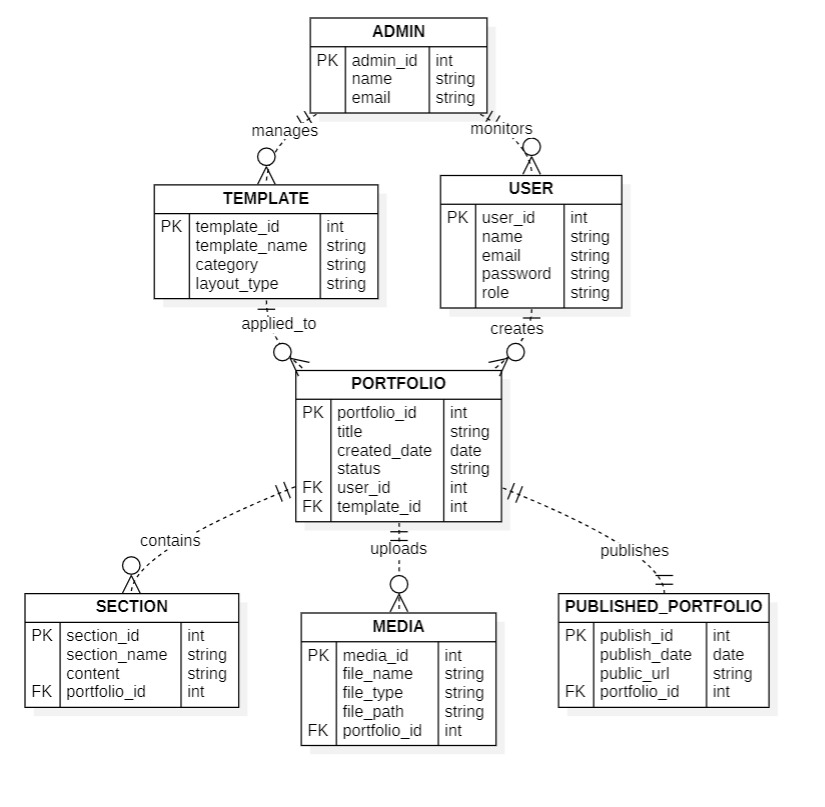 ADMIN
PK admin_id int
name string
email string
manages
monitors
TEMPLATE
PK template_id int
template_name string
category string
layout_type string
USER
PK user_id int
name string
email string
password string
role string
applied_to
creates
PORTFOLIO
PK portfolio_id int
title string
created_date date
status string
FK user_id int
FK template_id int
contains
uploads
publishes
SECTION
PK section_id int
section_name string
content string
FK portfolio_id int
MEDIA
PK media_id int
file_name string
file_type string
file_path string
FK portfolio_id int
PUBLISHED_PORTFOLIO
PK publish_id int
publish_date date
public_url string
FK portfolio_id int